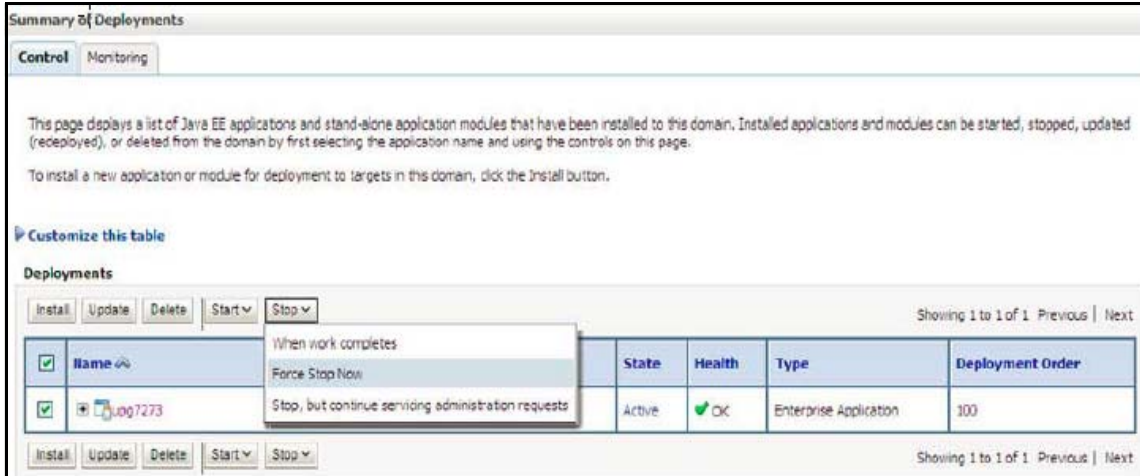 Summary of Deployments
Control Monitoring
This page displays a list of Java EE applications and stand-alone application modules that have been installed to this domain. Installed applications and modules can be started, stopped, updated
(redeployed), or deleted from the domain by first selecting the application name and using the controls on this page.
To install a new application or module for deployment to targets in this domain, click the Install button.
Customize this table
Deployments
Install Update Delete Start Stop Showing 1 to 1 of 1 Previous | Next
When work completes
Force Stop Now
Stop, but continue servicing administration requests
Name State Health Type Deployment Order
upg7273 Active OK Enterprise Application 100
Install Update Delete Start Stop Showing 1 to 1 of 1 Previous | Next